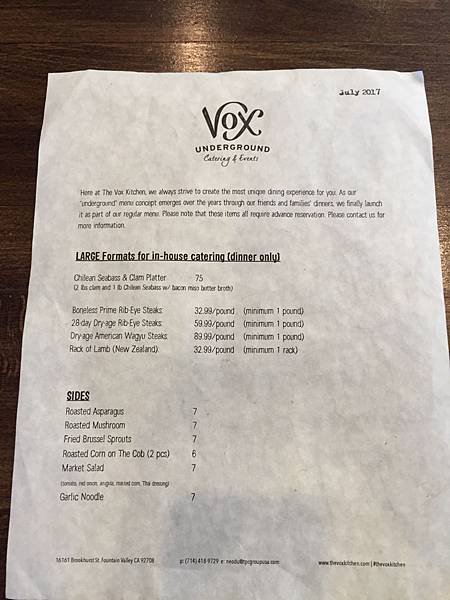 July 2017
VOX
UNDERGROUND
Catering & Events
Here at The Vox Kitchen, we always strive to create the most unique dining experience for you. As our
"underground" menu concept emerges over the years through our friends and families' dinners, we finally launch
it as part of our regular menu. Please note that these items all require advance reservation. Please contact us for
more information.
LARGE Formats for in-house catering (dinner only)
Chilean Seabass & Clam Platter 75
(2 lbs clam and 1 lb Chilean Seabass w/ bacon miso butter broth)
Boneless Prime Rib-Eye Steaks: 32.99/pound (minimum 1 pound)
28-day Dry-age Rib-Eye Steaks: 59.99/pound (minimum 1 pound)
Dry-age American Wagyu Steaks: 89.99/pound (minimum 1 pound)
Rack of Lamb (New Zealand): 32.99/pound (minimum 1 rack)
SIDES
Roasted Asparagus 7
Roasted Mushroom 7
Fried Brussel Sprouts 7
Roasted Corn on The Cob (2 pcs) 6
Market Salad 7
(tomato, red onion, arugula, roasted corn, Thai dressing)
Garlic Noodle 7
16161 Brookhurst St. Fountain Valley CA 92708 p: (714) 418-9729 e: neodu@tpcgroupusa.com www.thevoxkitchen.com | #thevoxkitchen